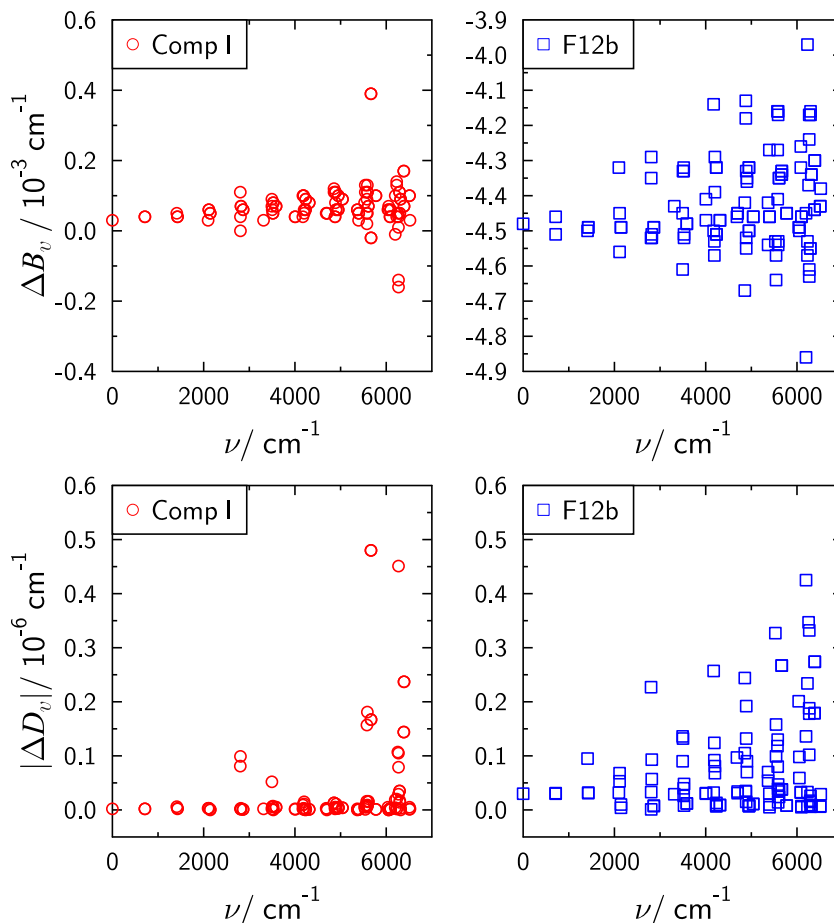 Comp I
0.6
0.4
0.2
0.0
-0.2
-0.4
ΔB_v / 10^-3 cm^-1
0 2000 4000 6000
ν/ cm^-1
F12b
-3.9
-4.0
-4.1
-4.2
-4.3
-4.4
-4.5
-4.6
-4.7
-4.8
-4.9
0 2000 4000 6000
ν/ cm^-1
Comp I
0.6
0.5
0.4
0.3
0.2
0.1
0.0
|ΔD_v| / 10^-6 cm^-1
0 2000 4000 6000
ν/ cm^-1
F12b
0.6
0.5
0.4
0.3
0.2
0.1
0.0
0 2000 4000 6000
ν/ cm^-1